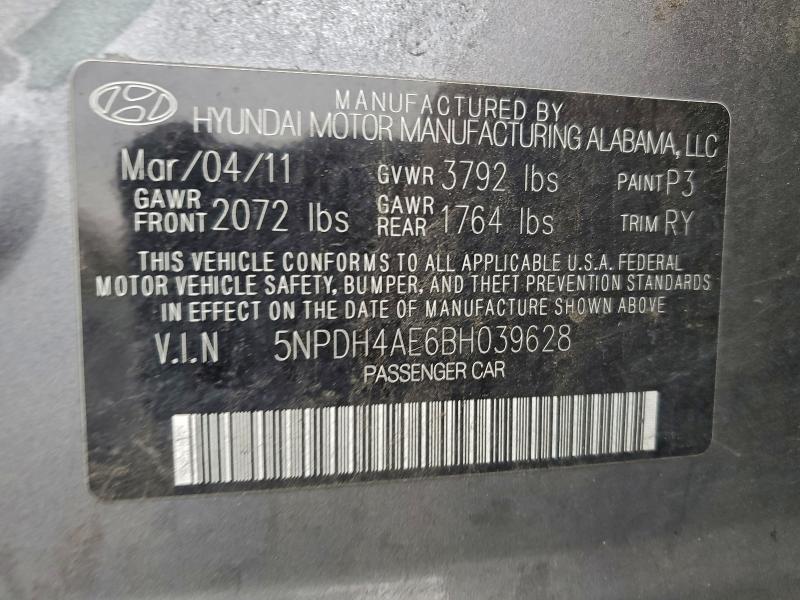 MANUFACTURED BY
HYUNDAI MOTOR MANUFACTURING ALABAMA, LLC
Mar/04/11 GVWR 3792 lbs PAINT P3
GAWR FRONT 2072 lbs GAWR REAR 1764 lbs TRIM RY
THIS VEHICLE CONFORMS TO ALL APPLICABLE U.S.A. FEDERAL
MOTOR VEHICLE SAFETY, BUMPER, AND THEFT PREVENTION STANDARDS
IN EFFECT ON THE DATE OF MANUFACTURE SHOWN ABOVE
V.I.N 5NPDH4AE6BH039628
PASSENGER CAR